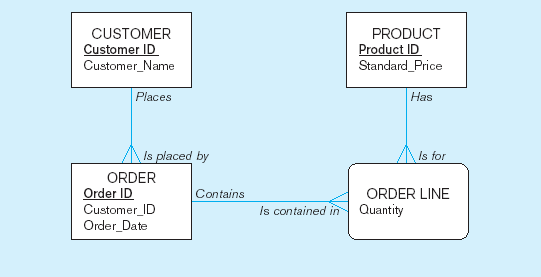 CUSTOMER
Customer ID
Customer_Name
PRODUCT
Product ID
Standard_Price
Places
Has
Is placed by
Is for
ORDER
Order ID
Customer_ID
Order_Date
Contains
Is contained in
ORDER LINE
Quantity